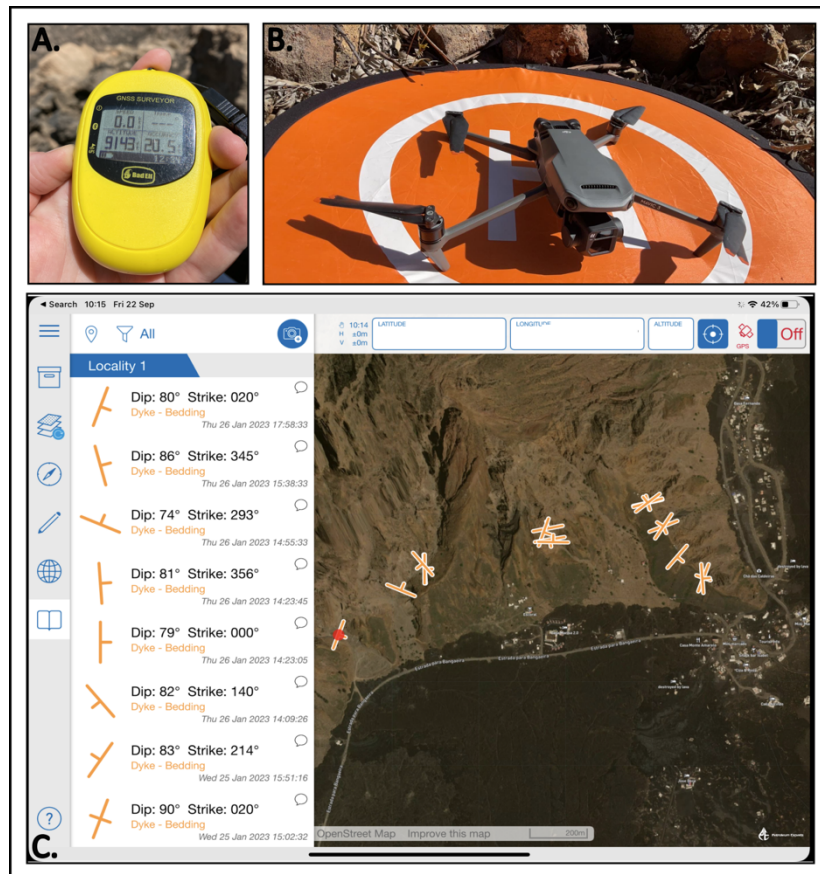 A.
GNSS SURVEYOR
SPEED
0.0
ALTITUDE ACCURACY
9143 20.5
Bad Elf
B.
Search 10:15 Fri 22 Sep
42%
All
10:14
H ±0m
V ±0m
LATITUDE
LONGITUDE
ALTITUDE
GPS
Off
Locality 1
Dip: 80° Strike: 020°
Dyke - Bedding
Thu 26 Jan 2023 17:58:33
Dip: 86° Strike: 345°
Dyke - Bedding
Thu 26 Jan 2023 15:38:33
Dip: 74° Strike: 293°
Dyke - Bedding
Thu 26 Jan 2023 14:55:33
Dip: 81° Strike: 356°
Dyke - Bedding
Thu 26 Jan 2023 14:23:45
Dip: 79° Strike: 000°
Dyke - Bedding
Thu 26 Jan 2023 14:23:05
Dip: 82° Strike: 140°
Dyke - Bedding
Thu 26 Jan 2023 14:09:26
Dip: 83° Strike: 214°
Dyke - Bedding
Wed 25 Jan 2023 15:51:16
Dip: 90° Strike: 020°
Dyke - Bedding
Wed 25 Jan 2023 15:02:32
?
C.
OpenStreet Map Improve this map
200m